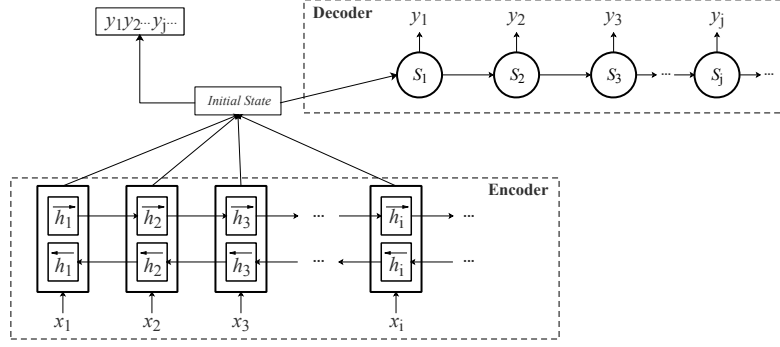 Decoder
y₁y₂···yⱼ···
y₁ y₂ y₃ yⱼ
S₁ S₂ S₃ ··· Sⱼ ···
Initial State
Encoder
h₁ h₂ h₃ ··· hᵢ ···
h₁ h₂ h₃ ··· hᵢ ···
x₁ x₂ x₃ xᵢ